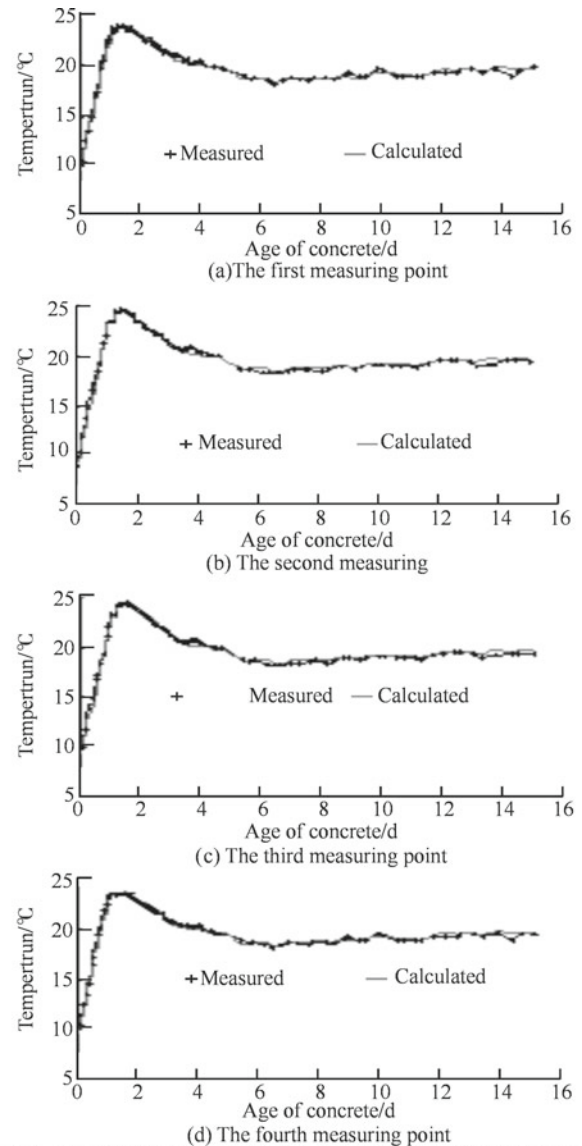 Tempertrun/℃
25
20
15
10
5
Measured
Calculated
0 2 4 6 8 10 12 14 16
Age of concrete/d
(a)The first measuring point
Tempertrun/℃
25
20
15
10
5
Measured
Calculated
0 2 4 6 8 10 12 14 16
Age of concrete/d
(b) The second measuring
Tempertrun/℃
25
20
15
10
5
Measured
Calculated
0 2 4 6 8 10 12 14 16
Age of concrete/d
(c) The third measuring point
Tempertrun/℃
25
20
15
10
5
Measured
Calculated
0 2 4 6 8 10 12 14 16
Age of concrete/d
(d) The fourth measuring point